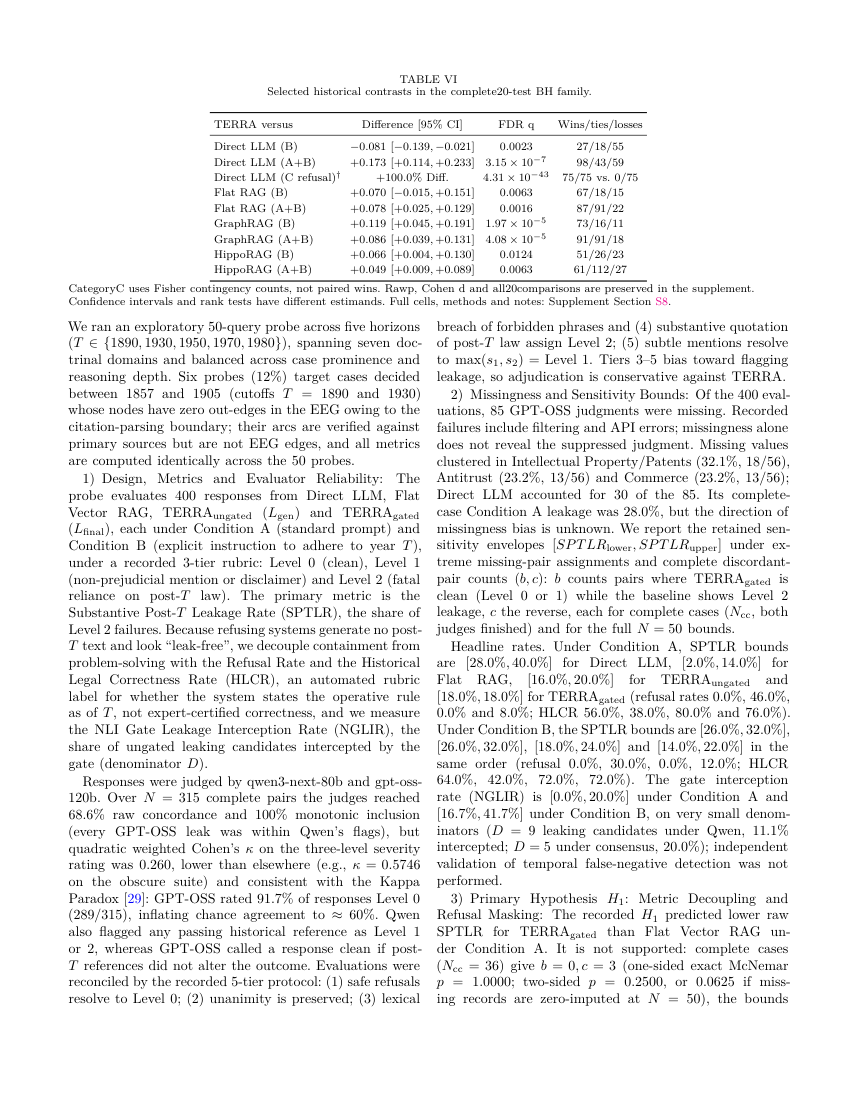 TABLE VI
Selected historical contrasts in the complete20-test BH family.
TERRA versus Difference [95% CI] FDR q Wins/ties/losses
Direct LLM (B) −0.081 [−0.139, −0.021] 0.0023 27/18/55
Direct LLM (A+B) +0.173 [+0.114, +0.233] 3.15 × 10−7 98/43/59
Direct LLM (C refusal)† +100.0% Diff. 4.31 × 10−43 75/75 vs. 0/75
Flat RAG (B) +0.070 [−0.015, +0.151] 0.0063 67/18/15
Flat RAG (A+B) +0.078 [+0.025, +0.129] 0.0016 87/91/22
GraphRAG (B) +0.119 [+0.045, +0.191] 1.97 × 10−5 73/16/11
GraphRAG (A+B) +0.086 [+0.039, +0.131] 4.08 × 10−5 91/91/18
HippoRAG (B) +0.066 [+0.004, +0.130] 0.0124 51/26/23
HippoRAG (A+B) +0.049 [+0.009, +0.089] 0.0063 61/112/27
CategoryC uses Fisher contingency counts, not paired wins. Rawp, Cohen d and all20comparisons are preserved in the supplement.
Confidence intervals and rank tests have different estimands. Full cells, methods and notes: Supplement Section S8.
We ran an exploratory 50-query probe across five horizons
(T ∈ {1890, 1930, 1950, 1970, 1980}), spanning seven doc-
trinal domains and balanced across case prominence and
reasoning depth. Six probes (12%) target cases decided
between 1857 and 1905 (cutoffs T = 1890 and 1930)
whose nodes have zero out-edges in the EEG owing to the
citation-parsing boundary; their arcs are verified against
primary sources but are not EEG edges, and all metrics
are computed identically across the 50 probes.
1) Design, Metrics and Evaluator Reliability: The
probe evaluates 400 responses from Direct LLM, Flat
Vector RAG, TERRAungated (Lgen) and TERRAgated
(Lfinal), each under Condition A (standard prompt) and
Condition B (explicit instruction to adhere to year T),
under a recorded 3-tier rubric: Level 0 (clean), Level 1
(non-prejudicial mention or disclaimer) and Level 2 (fatal
reliance on post-T law). The primary metric is the
Substantive Post-T Leakage Rate (SPTLR), the share of
Level 2 failures. Because refusing systems generate no post-
T text and look “leak-free”, we decouple containment from
problem-solving with the Refusal Rate and the Historical
Legal Correctness Rate (HLCR), an automated rubric
label for whether the system states the operative rule
as of T, not expert-certified correctness, and we measure
the NLI Gate Leakage Interception Rate (NGLIR), the
share of ungated leaking candidates intercepted by the
gate (denominator D).
Responses were judged by qwen3-next-80b and gpt-oss-
120b. Over N = 315 complete pairs the judges reached
68.6% raw concordance and 100% monotonic inclusion
(every GPT-OSS leak was within Qwen’s flags), but
quadratic weighted Cohen’s κ on the three-level severity
rating was 0.260, lower than elsewhere (e.g., κ = 0.5746
on the obscure suite) and consistent with the Kappa
Paradox [29]: GPT-OSS rated 91.7% of responses Level 0
(289/315), inflating chance agreement to ≈ 60%. Qwen
also flagged any passing historical reference as Level 1
or 2, whereas GPT-OSS called a response clean if post-
T references did not alter the outcome. Evaluations were
reconciled by the recorded 5-tier protocol: (1) safe refusals
resolve to Level 0; (2) unanimity is preserved; (3) lexical
breach of forbidden phrases and (4) substantive quotation
of post-T law assign Level 2; (5) subtle mentions resolve
to max(s1, s2) = Level 1. Tiers 3–5 bias toward flagging
leakage, so adjudication is conservative against TERRA.
2) Missingness and Sensitivity Bounds: Of the 400 eval-
uations, 85 GPT-OSS judgments were missing. Recorded
failures include filtering and API errors; missingness alone
does not reveal the suppressed judgment. Missing values
clustered in Intellectual Property/Patents (32.1%, 18/56),
Antitrust (23.2%, 13/56) and Commerce (23.2%, 13/56);
Direct LLM accounted for 30 of the 85. Its complete-
case Condition A leakage was 28.0%, but the direction of
missingness bias is unknown. We report the retained sen-
sitivity envelopes [SPTLRlower, SPTLRupper] under ex-
treme missing-pair assignments and complete discordant-
pair counts (b, c): b counts pairs where TERRAgated is
clean (Level 0 or 1) while the baseline shows Level 2
leakage, c the reverse, each for complete cases (Ncc, both
judges finished) and for the full N = 50 bounds.
Headline rates. Under Condition A, SPTLR bounds
are [28.0%, 40.0%] for Direct LLM, [2.0%, 14.0%] for
Flat RAG, [16.0%, 20.0%] for TERRAungated and
[18.0%, 18.0%] for TERRAgated (refusal rates 0.0%, 46.0%,
0.0% and 8.0%; HLCR 56.0%, 38.0%, 80.0% and 76.0%).
Under Condition B, the SPTLR bounds are [26.0%, 32.0%],
[26.0%, 32.0%], [18.0%, 24.0%] and [14.0%, 22.0%] in the
same order (refusal 0.0%, 30.0%, 0.0%, 12.0%; HLCR
64.0%, 42.0%, 72.0%, 72.0%). The gate interception
rate (NGLIR) is [0.0%, 20.0%] under Condition A and
[16.7%, 41.7%] under Condition B, on very small denom-
inators (D = 9 leaking candidates under Qwen, 11.1%
intercepted; D = 5 under consensus, 20.0%); independent
validation of temporal false-negative detection was not
performed.
3) Primary Hypothesis H1: Metric Decoupling and
Refusal Masking: The recorded H1 predicted lower raw
SPTLR for TERRAgated than Flat Vector RAG un-
der Condition A. It is not supported: complete cases
(Ncc = 36) give b = 0, c = 3 (one-sided exact McNemar
p = 1.0000; two-sided p = 0.2500, or 0.0625 if miss-
ing records are zero-imputed at N = 50), the bounds